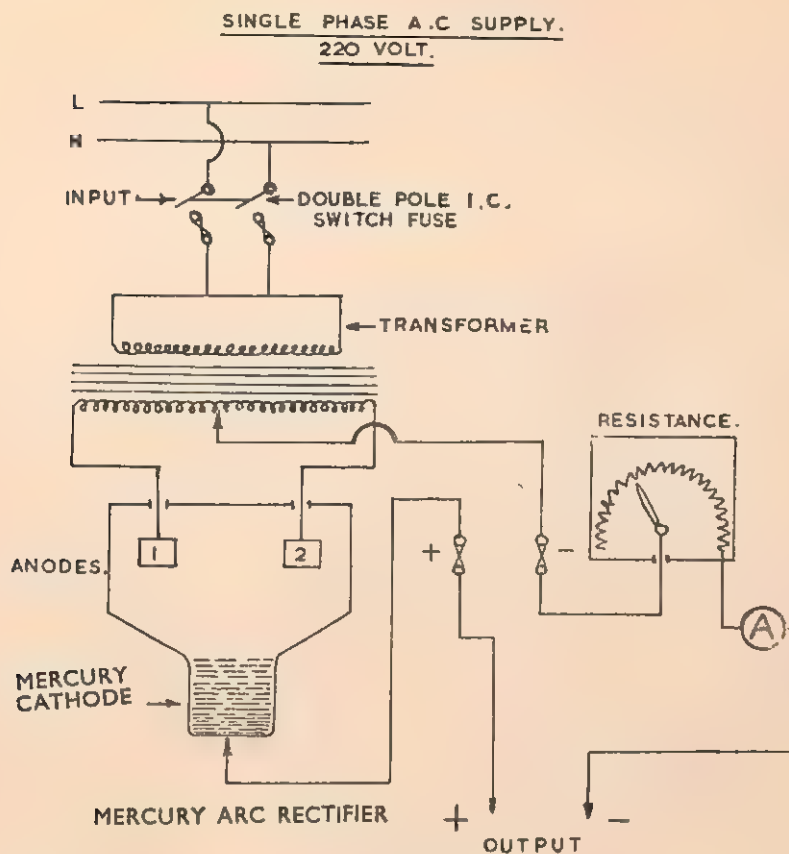 SINGLE PHASE A.C SUPPLY.
220 VOLT.
L
N
INPUT
DOUBLE POLE I.C.
SWITCH FUSE
TRANSFORMER
RESISTANCE.
1
2
+
-
ANODES.
A
MERCURY
CATHODE
MERCURY ARC RECTIFIER
+
-
OUTPUT